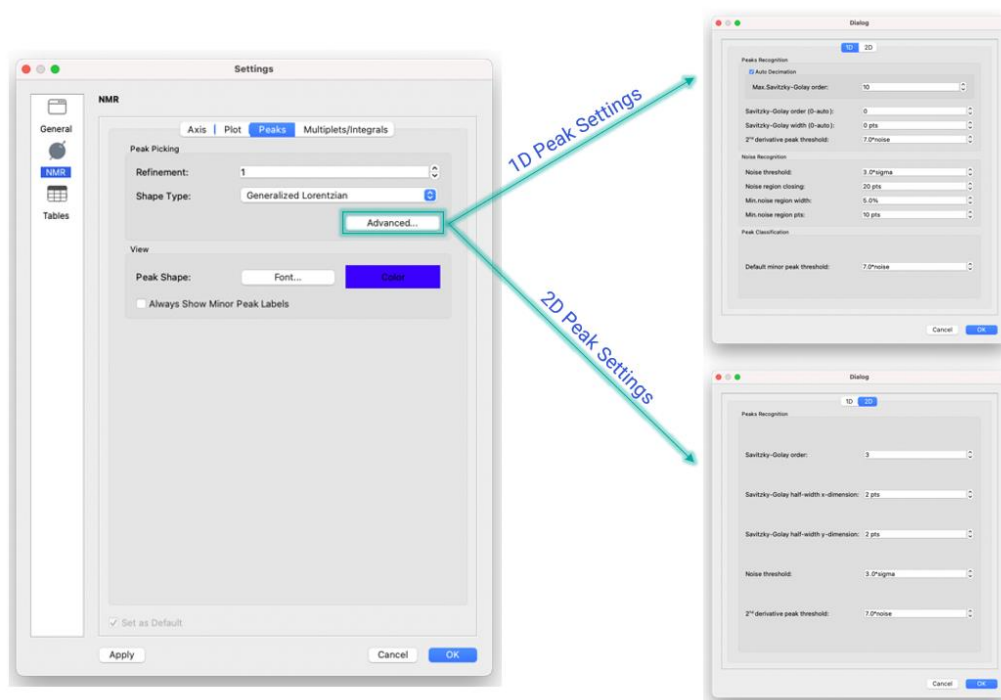 Settings
General
NMR
Tables
NMR
Axis Plot Peaks Multiplets/Integrals
Peak Picking
Refinement: 1
Shape Type: Generalized Lorentzian
Advanced...
View
Peak Shape: Font... Color
Always Show Minor Peak Labels
Set as Default
Apply Cancel OK
1D Peak Settings
2D Peak Settings
Dialog
1D 2D
Peaks Recognition
Auto Decimation
Max.Savitzky-Golay order: 10
Savitzky-Golay order (0-auto): 0
Savitzky-Golay width (0-auto): 0 pts
2nd derivative peak threshold: 7.0*noise
Noise Recognition
Noise threshold: 3.0*sigma
Noise region closing: 20 pts
Min.noise region width: 5.0%
Min.noise region pts: 10 pts
Peak Classification
Default minor peak threshold: 7.0*noise
Cancel OK
Dialog
1D 2D
Peaks Recognition
Savitzky-Golay order: 3
Savitzky-Golay half-width x-dimension: 2 pts
Savitzky-Golay half-width y-dimension: 2 pts
Noise threshold: 3.0*sigma
2nd derivative peak threshold: 7.0*noise
Cancel OK